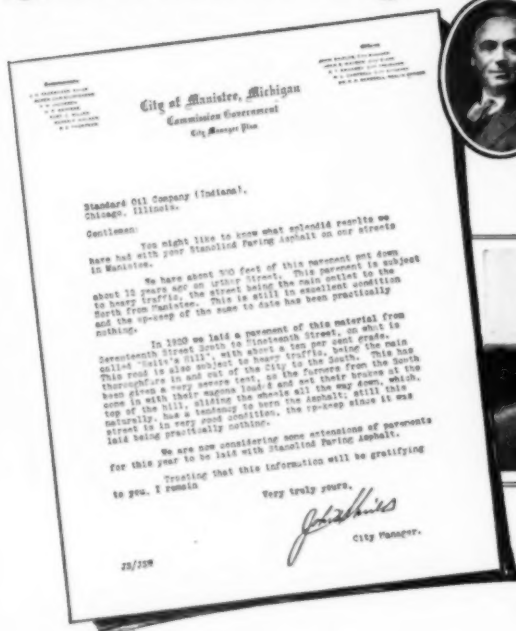 City of Manistee, Michigan
Commission Government
City Manager Plan
Standard Oil Company (Indiana),
Chicago, Illinois.
Gentlemen:
You might like to know what splendid results we
have had with your Stanolind Paving Asphalt on our streets
in Manistee.
We have about 300 feet of this pavement put down
about 12 years ago on Arthur Street. This pavement is subject
to heavy traffic, the street being the main outlet to the
North from Manistee. This is still in excellent condition
and the up-keep of the same to date has been practically
nothing.
In 1920 we laid a pavement of this material from
Seventeenth Street South to Nineteenth Street, on what is
called Hill", with about a ten per cent grade.
This road is also subject to heavy traffic, being the main
thoroughfare in and out of the City to the South. This has
been given a very severe test, as the farmers from the South
come in with their wagons loaded and set their brakes at the
top of the hill, sliding the wheels all the way down, which,
naturally, has a tendency to burn the Asphalt; still this
street is in very good condition, the up-keep since it was
laid being practically nothing.
We are now considering some extensions of pavements
for this year to be laid with Stanolind Paving Asphalt.
Trusting that this information will be gratifying
to you, I remain
Very truly yours,
City Manager.